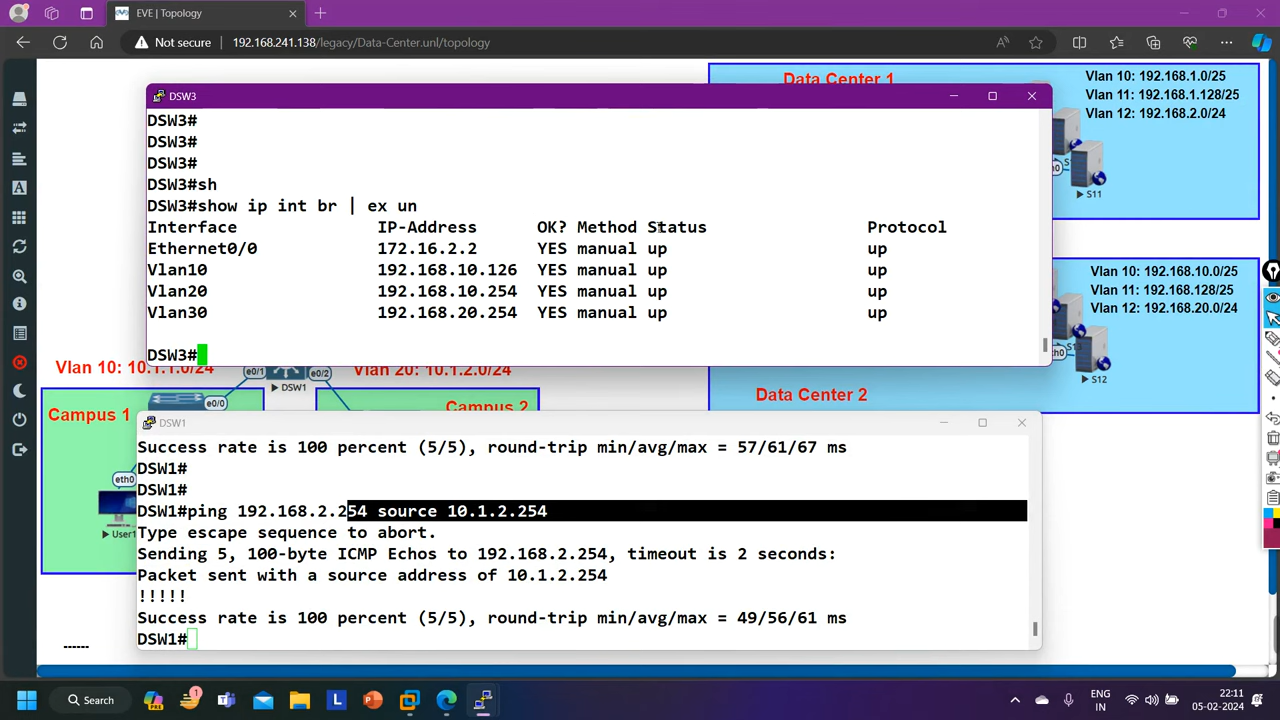 EVE | Topology
Not secure
192.168.241.138/legacy/Data-Center.unl/topology
Data Center 1
Vlan 10: 192.168.1.0/25
Vlan 11: 192.168.1.128/25
Vlan 12: 192.168.2.0/24
S11
DSW3
DSW3#
DSW3#
DSW3#
DSW3#sh
DSW3#show ip int br | ex un
Interface IP-Address OK? Method Status Protocol
Ethernet0/0 172.16.2.2 YES manual up up
Vlan10 192.168.10.126 YES manual up up
Vlan20 192.168.10.254 YES manual up up
Vlan30 192.168.20.254 YES manual up up
DSW3#
Vlan 10: 192.168.10.0/25
Vlan 11: 192.168.128/25
Vlan 12: 192.168.20.0/24
S13
eth0
S12
Data Center 2
Vlan 10: 10.1.1.0/24
e0/1
DSW1
e0/2
Vlan 20: 10.1.2.0/24
Campus 1
e0/0
Campus 2
eth0
User1
DSW1
Success rate is 100 percent (5/5), round-trip min/avg/max = 57/61/67 ms
DSW1#
DSW1#
DSW1#ping 192.168.2.254 source 10.1.2.254
Type escape sequence to abort.
Sending 5, 100-byte ICMP Echos to 192.168.2.254, timeout is 2 seconds:
Packet sent with a source address of 10.1.2.254
!!!!!
Success rate is 100 percent (5/5), round-trip min/avg/max = 49/56/61 ms
DSW1#
------
Search
PRE
ENG
IN
22:11
05-02-2024